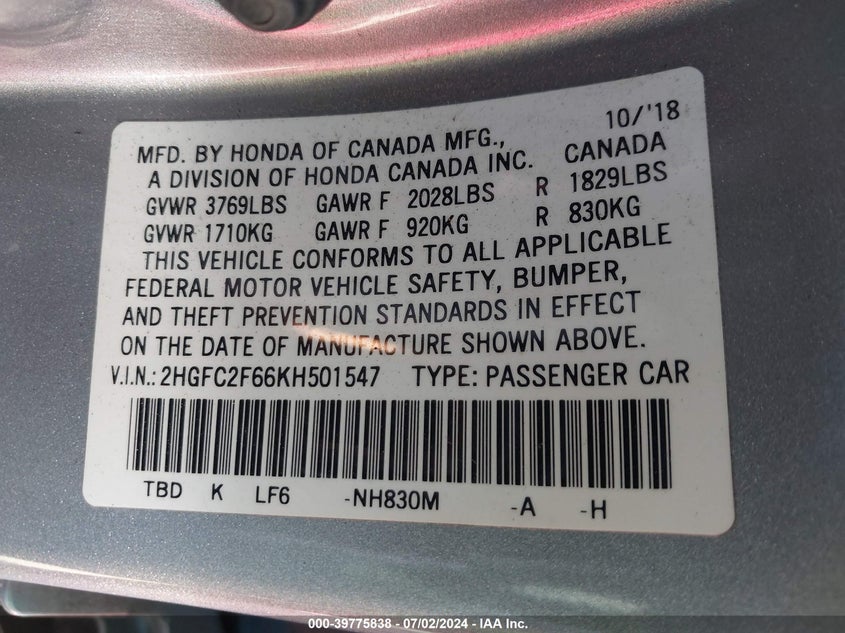 10/'18
MFD. BY HONDA OF CANADA MFG., CANADA
A DIVISION OF HONDA CANADA INC.
GVWR 3769LBS GAWR F 2028LBS R 1829LBS
GVWR 1710KG GAWR F 920KG R 830KG
THIS VEHICLE CONFORMS TO ALL APPLICABLE
FEDERAL MOTOR VEHICLE SAFETY, BUMPER,
AND THEFT PREVENTION STANDARDS IN EFFECT
ON THE DATE OF MANUFACTURE SHOWN ABOVE.
V.I.N.: 2HGFC2F66KH501547 TYPE: PASSENGER CAR
TBD K LF6 -NH830M -A -H
000-39775838 - 07/02/2024 - IAA Inc.